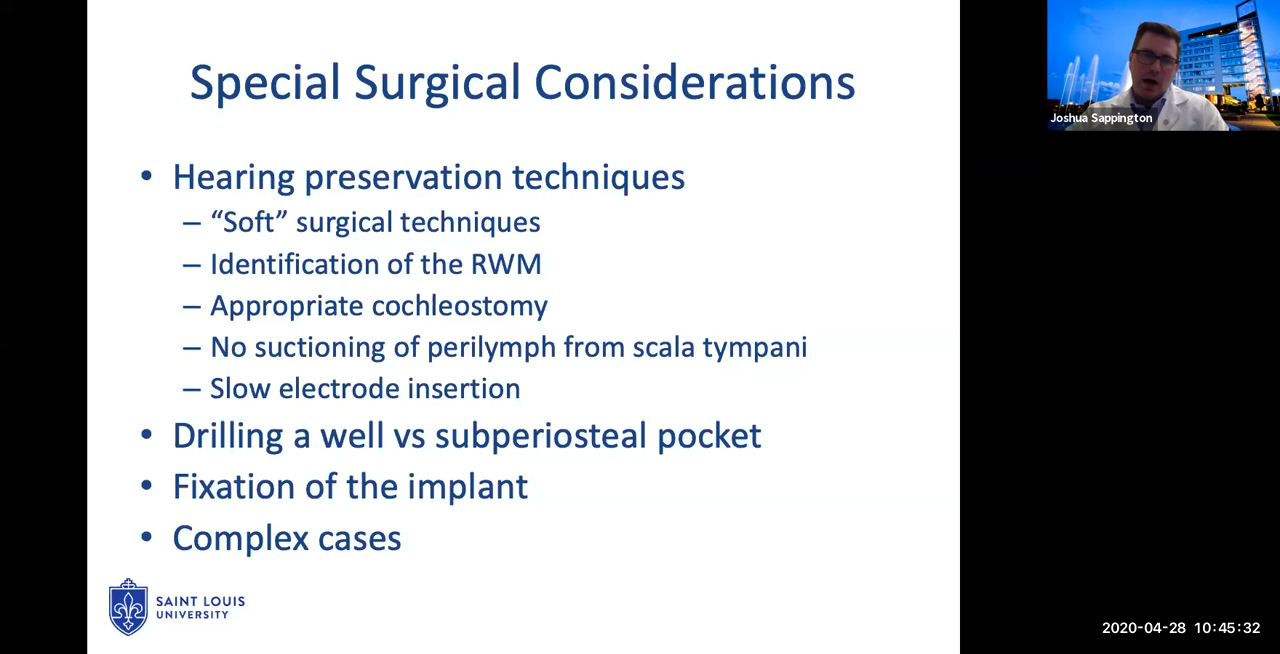 Special Surgical Considerations
• Hearing preservation techniques
– “Soft” surgical techniques
– Identification of the RWM
– Appropriate cochleostomy
– No suctioning of perilymph from scala tympani
– Slow electrode insertion
• Drilling a well vs subperiosteal pocket
• Fixation of the implant
• Complex cases
SAINT LOUIS
UNIVERSITY
Joshua Sappington
2020-04-28 10:45:32